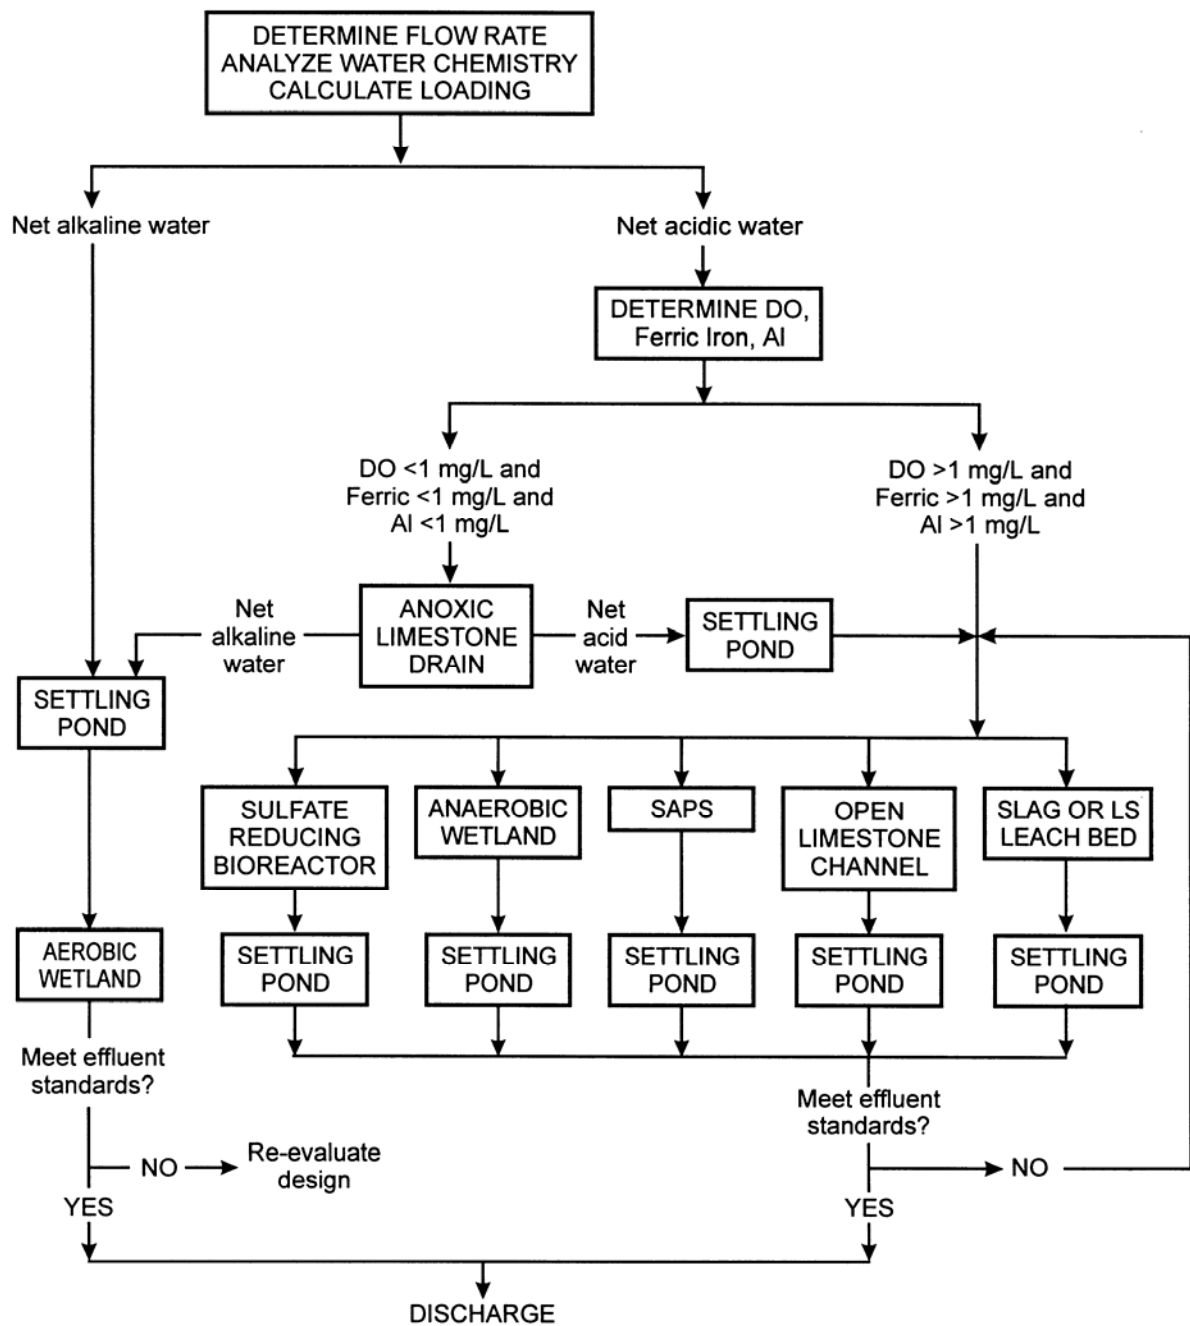 DETERMINE FLOW RATE
ANALYZE WATER CHEMISTRY
CALCULATE LOADING
Net alkaline water
Net acidic water
DETERMINE DO,
Ferric Iron, Al
DO <1 mg/L and
Ferric <1 mg/L and
Al <1 mg/L
DO >1 mg/L and
Ferric >1 mg/L and
Al >1 mg/L
Net
alkaline
water
ANOXIC
LIMESTONE
DRAIN
Net
acid
water
SETTLING
POND
SETTLING
POND
SULFATE
REDUCING
BIOREACTOR
ANAEROBIC
WETLAND
SAPS
OPEN
LIMESTONE
CHANNEL
SLAG OR LS
LEACH BED
AEROBIC
WETLAND
SETTLING
POND
SETTLING
POND
SETTLING
POND
SETTLING
POND
SETTLING
POND
Meet effluent
standards?
Meet effluent
standards?
NO
Re-evaluate
design
NO
YES
YES
DISCHARGE